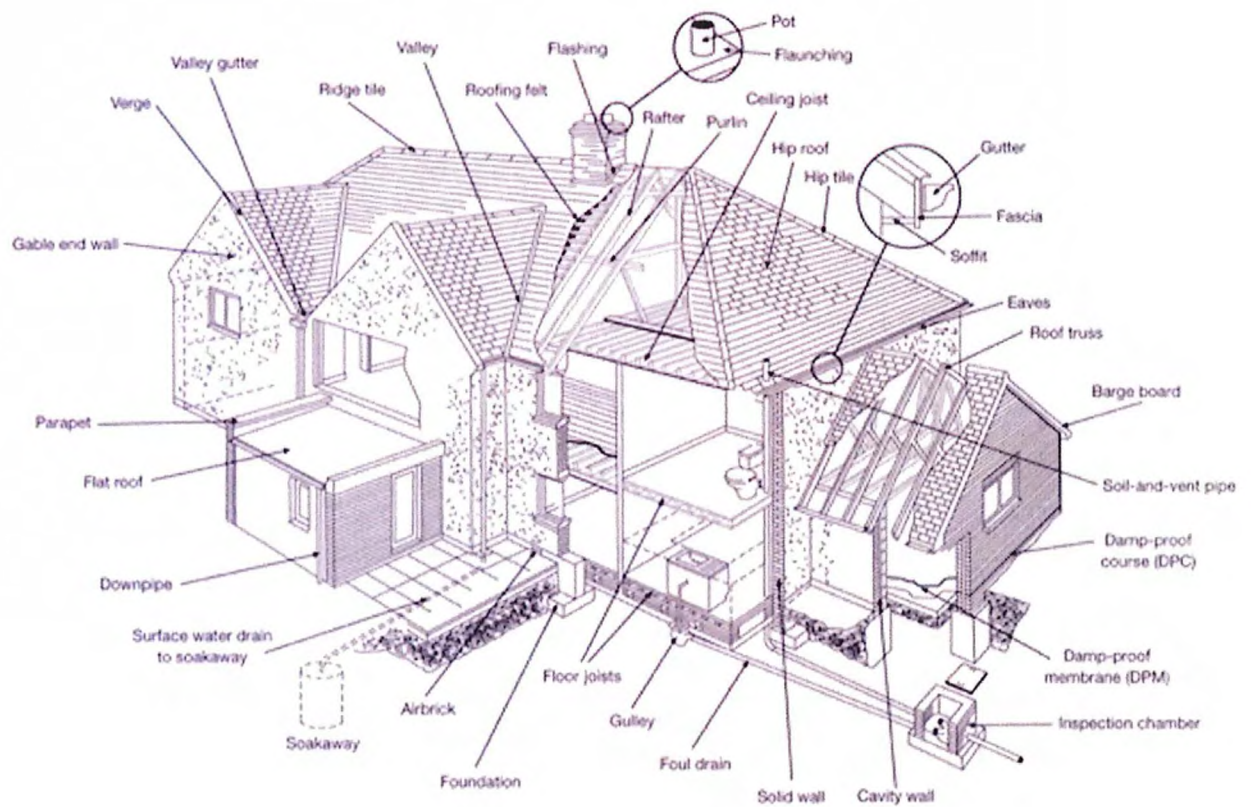 Pot
Flaunching
Flashing
Valley
Valley gutter
Roofing felt
Ridge tile
Verge
Ceiling joist
Rafter
Purlin
Hip roof
Hip tile
Gutter
Fascia
Soffit
Gable end wall
Eaves
Roof truss
Barge board
Parapet
Flat roof
Soil-and-vent pipe
Damp-proof
course (DPC)
Downpipe
Surface water drain
to soakaway
Damp-proof
membrane (DPM)
Floor joists
Airbrick
Gulley
Inspection chamber
Soakaway
Foul drain
Foundation
Solid wall
Cavity wall